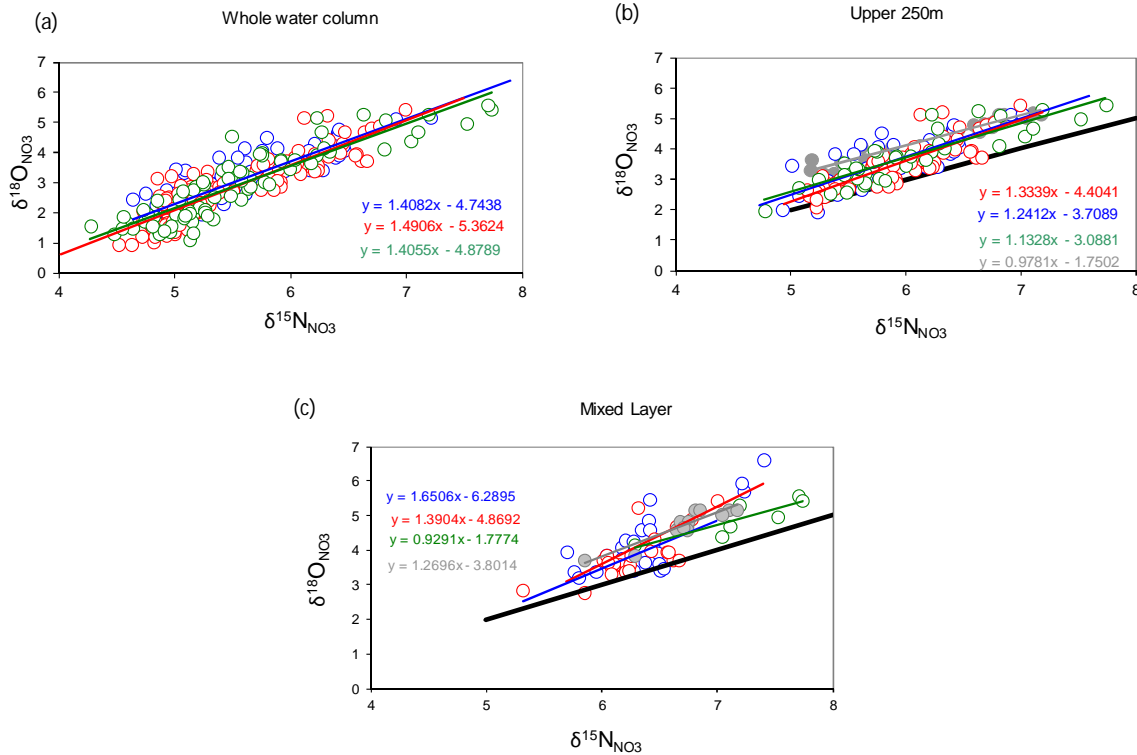 (a)
Whole water column
δ18ONO3
7
6
5
4
3
2
1
0
y = 1.4082x - 4.7438
y = 1.4906x - 5.3624
y = 1.4055x - 4.8789
4 5 6 7 8
δ15NNO3
(b)
Upper 250m
δ18ONO3
7
6
5
4
3
2
1
0
y = 1.3339x - 4.4041
y = 1.2412x - 3.7089
y = 1.1328x - 3.0881
y = 0.9781x - 1.7502
4 5 6 7 8
δ15NNO3
(c)
Mixed Layer
δ18ONO3
7
6
5
4
3
2
1
0
y = 1.6506x - 6.2895
y = 1.3904x - 4.8692
y = 0.9291x - 1.7774
y = 1.2696x - 3.8014
4 5 6 7 8
δ15NNO3